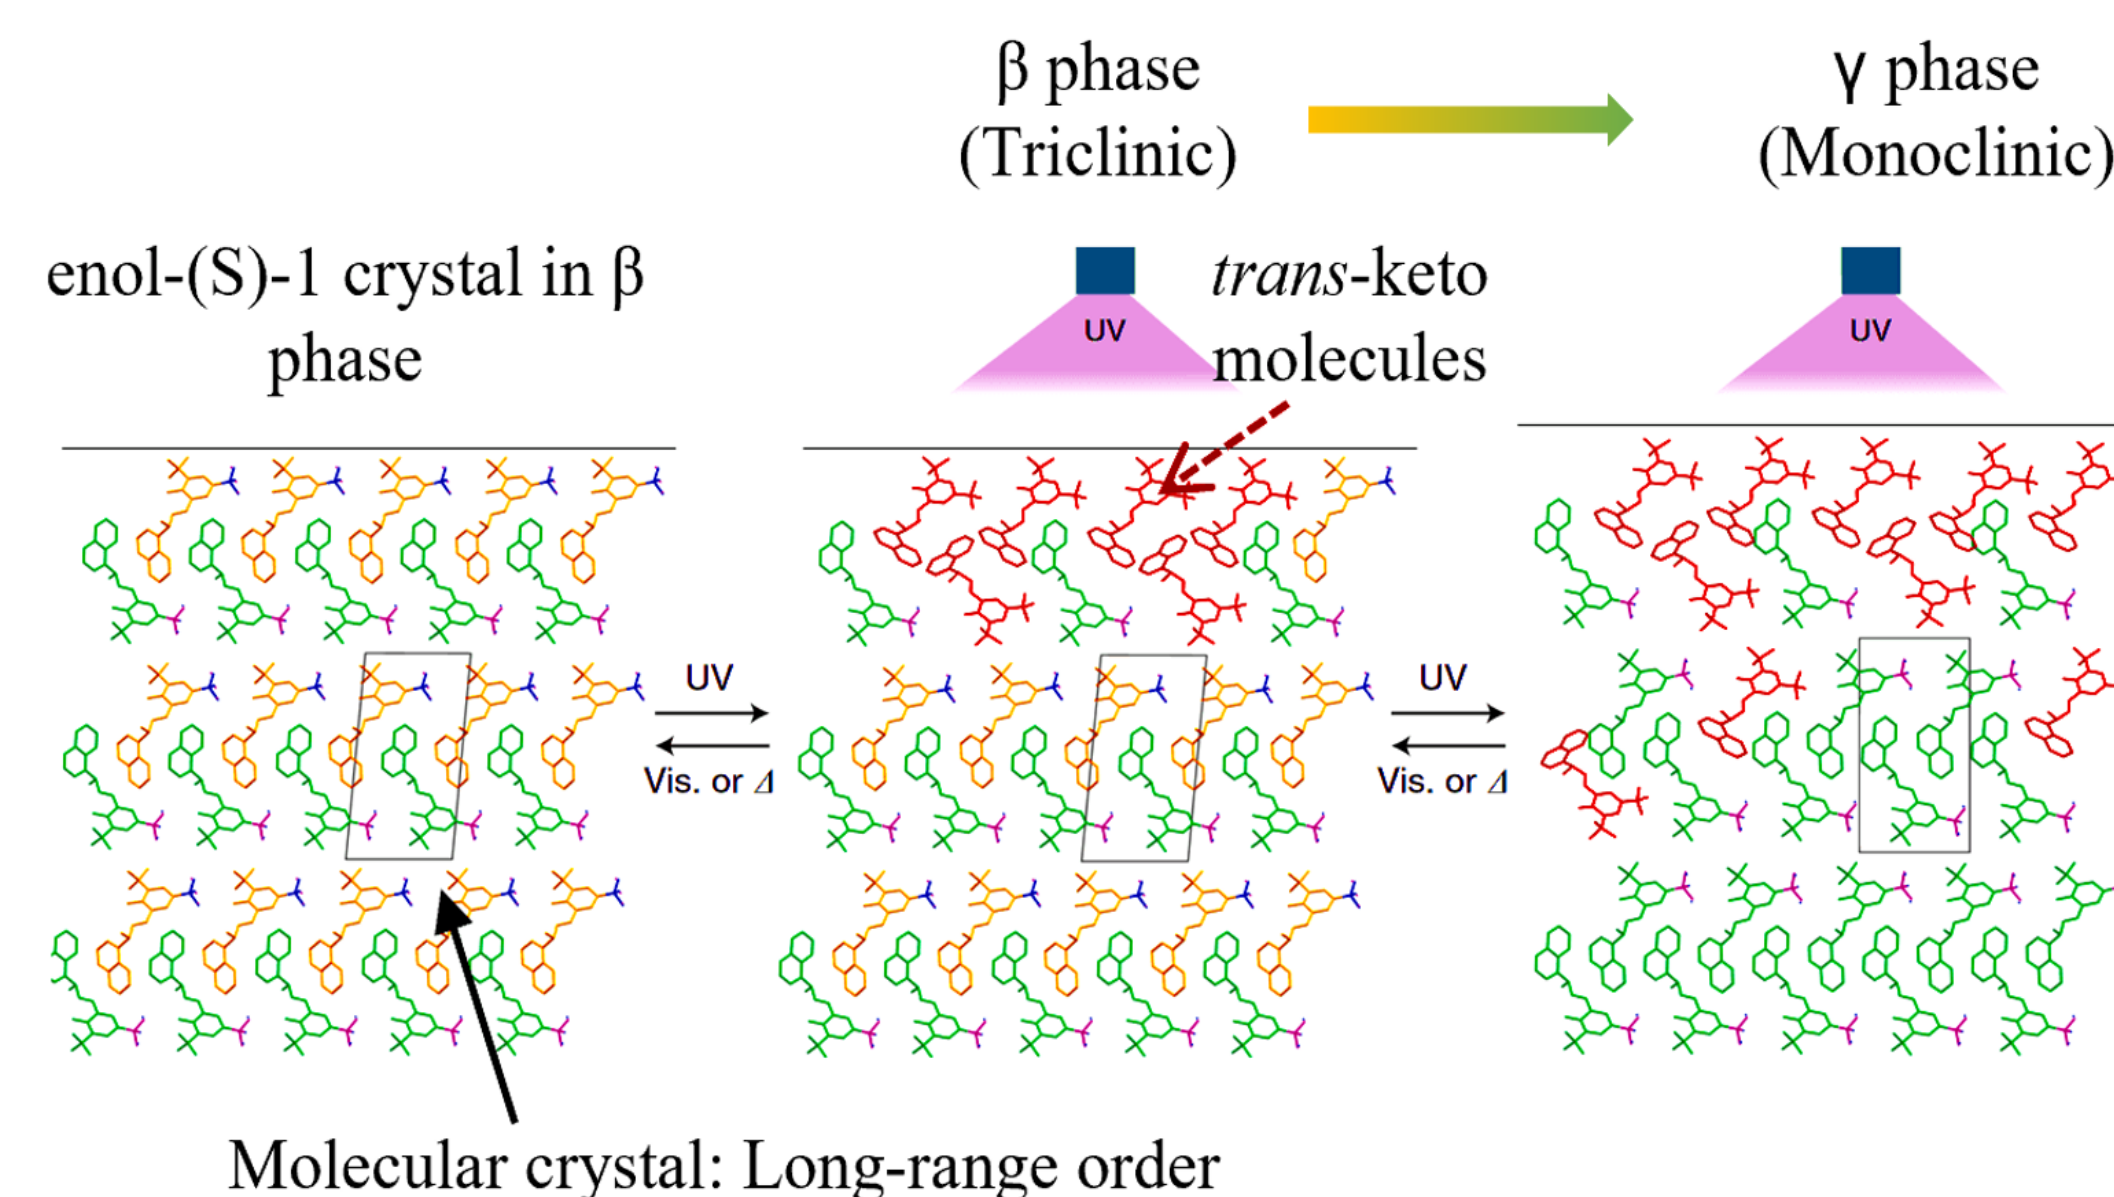 β phase
(Triclinic)
γ phase
(Monoclinic)
enol-(S)-1 crystal in β
phase
UV
trans-keto
molecules
UV
UV
Vis. or Δ
UV
Vis. or Δ
Molecular crystal: Long-range order